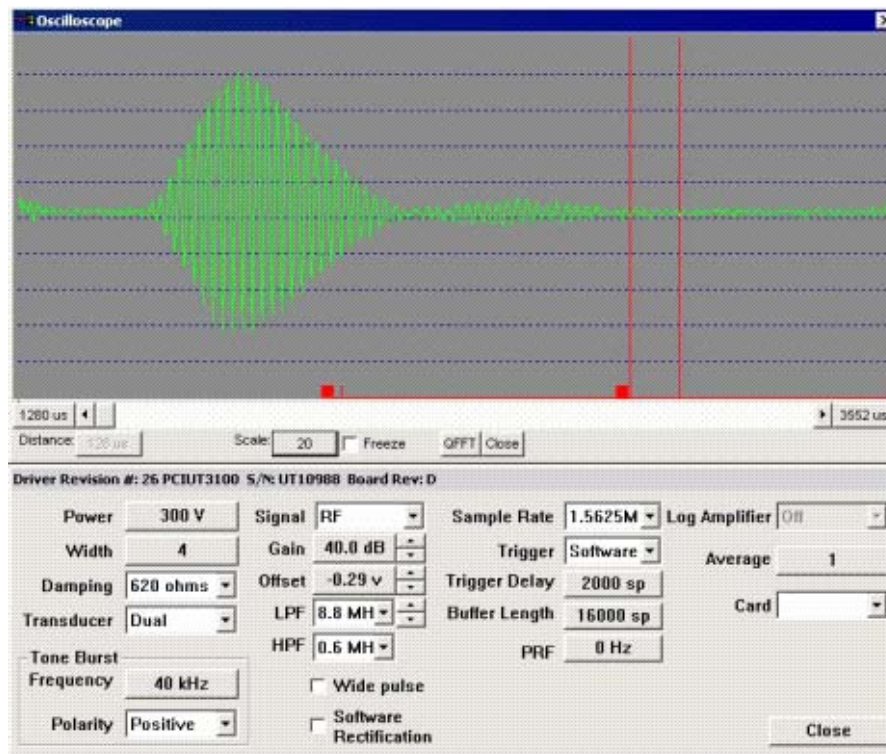 Oscilloscope
1280 us
3552 us
Distance: 128 us
Scale: 20 Freeze QFFT Close
Driver Revision #: 26 PCIUT3100 S/N: UT10988 Board Rev: D
Power 300 V Signal RF Sample Rate 1.5625M Log Amplifier Off
Width 4 Gain 40.0 dB Trigger Software Average 1
Damping 620 ohms Offset -0.29 v Trigger Delay 2000 sp
Transducer Dual LPF 8.8 MH Buffer Length 16000 sp Card
HPF 0.6 MH PRF 0 Hz
Tone Burst
Frequency 40 kHz Wide pulse
Polarity Positive Software Rectification Close